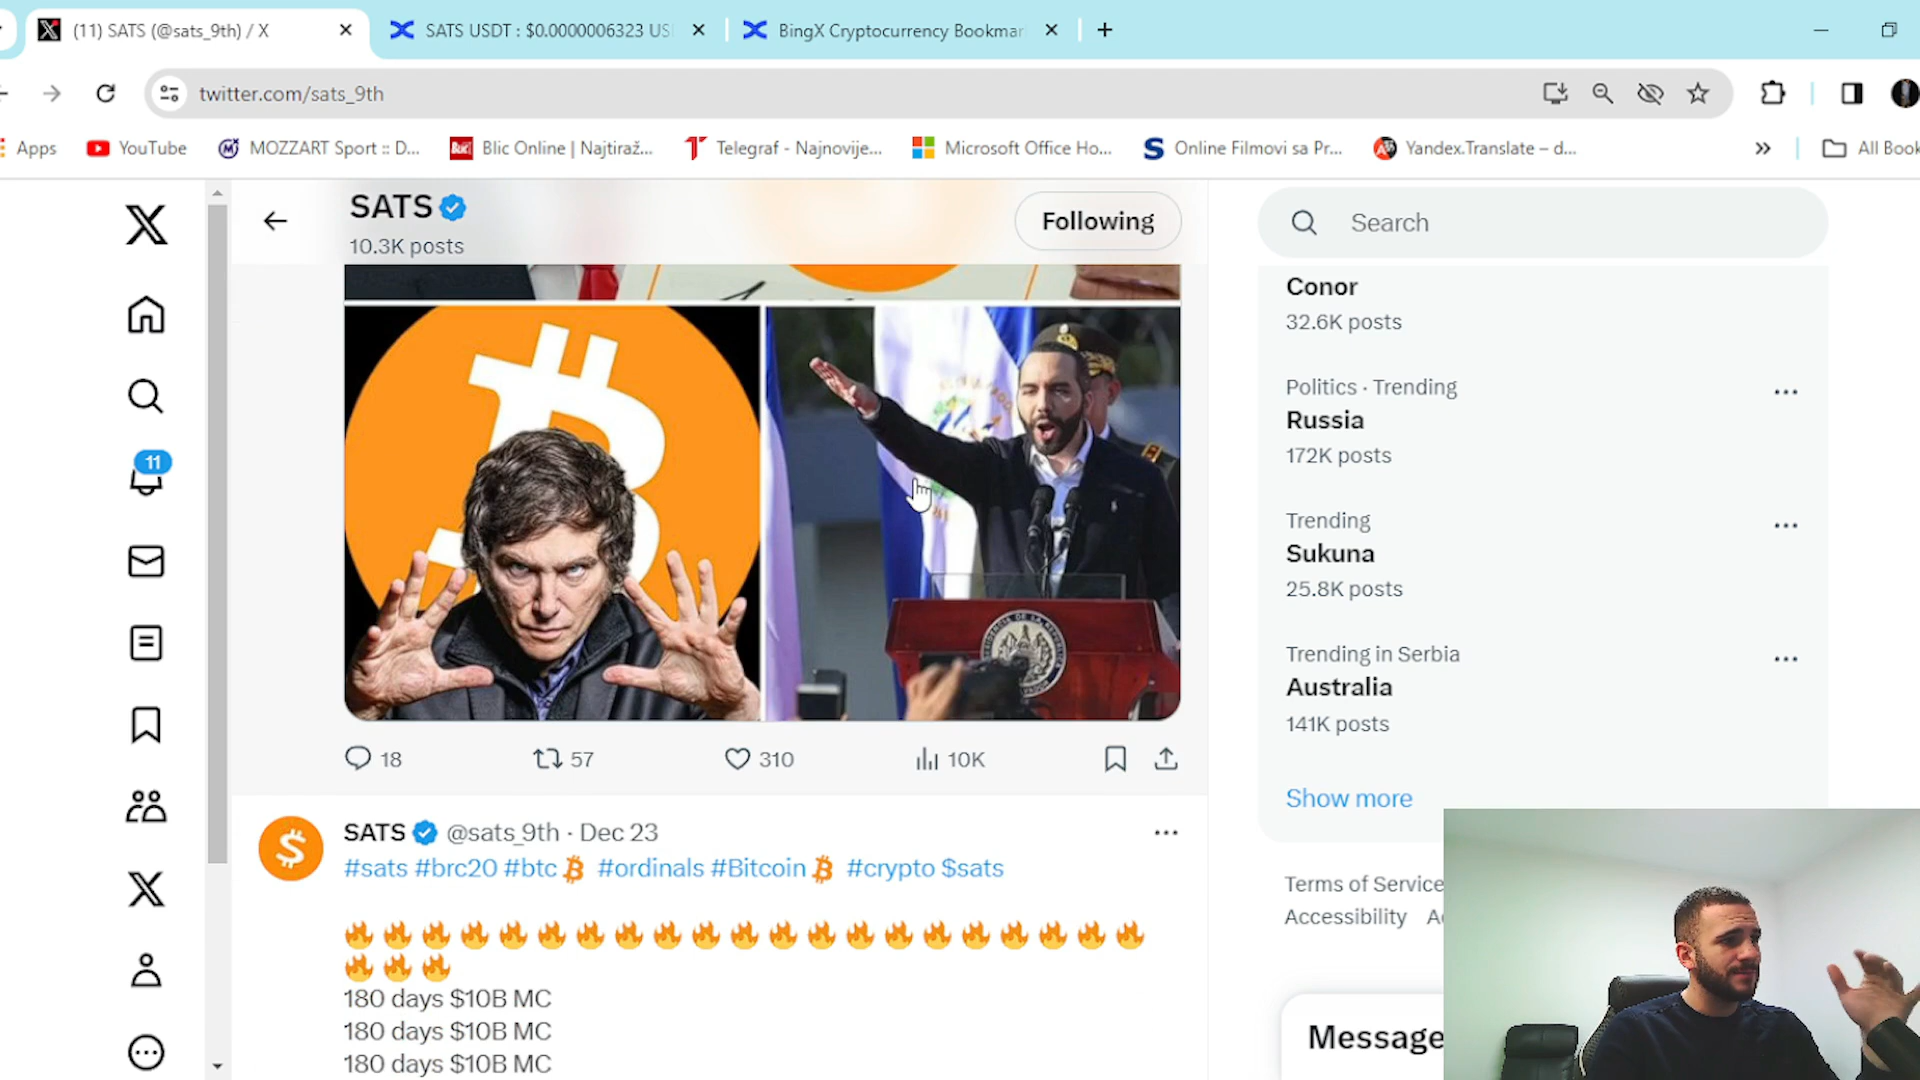 (11) SATS (@sats_9th) / X
SATS USDT : $0.0000006323 US
BingX Cryptocurrency Bookmar
twitter.com/sats_9th
Apps
YouTube
MOZZART Sport :: D...
Blic Online | Najtiraž...
Telegraf - Najnovije...
Microsoft Office Ho...
Online Filmovi sa Pr...
Yandex.Translate – d...
All Book
SATS
10.3K posts
Following
Search
Conor
32.6K posts
Politics · Trending
Russia
172K posts
Trending
Sukuna
25.8K posts
Trending in Serbia
Australia
141K posts
Show more
11
18
57
310
10K
SATS @sats_9th · Dec 23
#sats #brc20 #btc #ordinals #Bitcoin #crypto $sats
180 days $10B MC
180 days $10B MC
180 days $10B MC
Terms of Service
Accessibility
Message